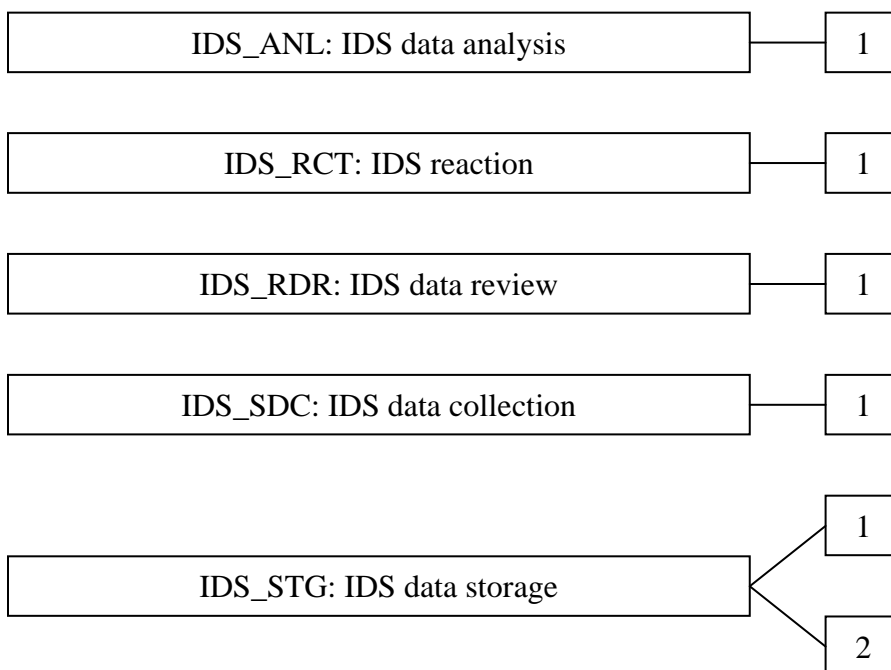 IDS_ANL: IDS data analysis 1
IDS_RCT: IDS reaction 1
IDS_RDR: IDS data review 1
IDS_SDC: IDS data collection 1
1
IDS_STG: IDS data storage
2